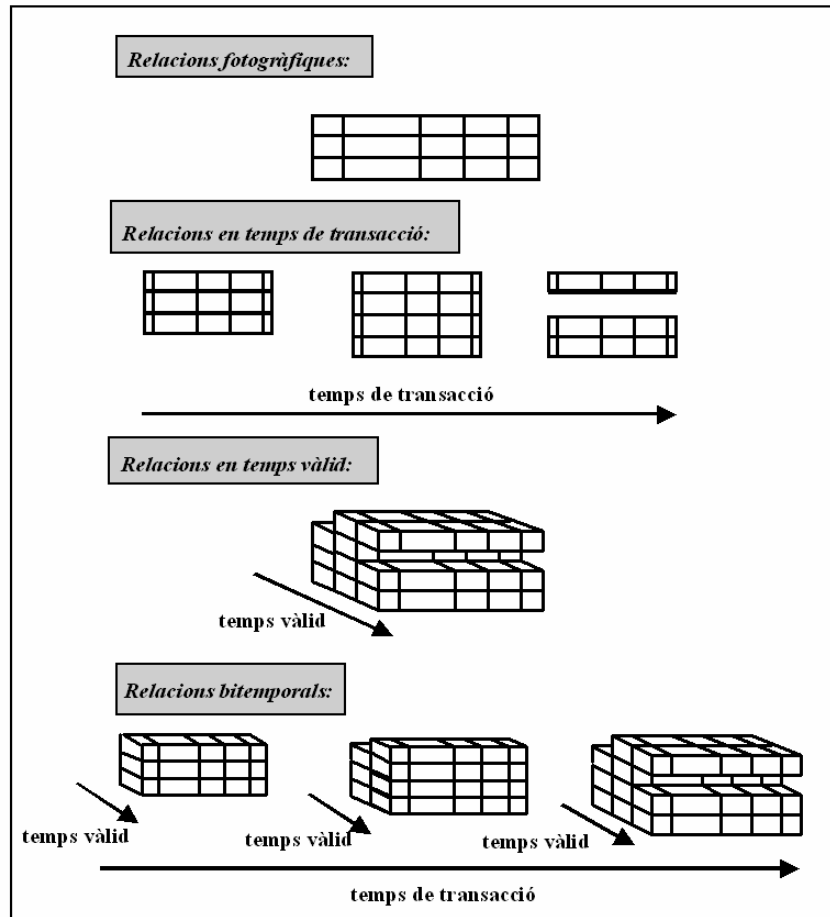 Relacions fotogràfiques:
Relacions en temps de transacció:
temps de transacció
Relacions en temps vàlid:
temps vàlid
Relacions bitemporals:
temps vàlid
temps vàlid
temps vàlid
temps de transacció